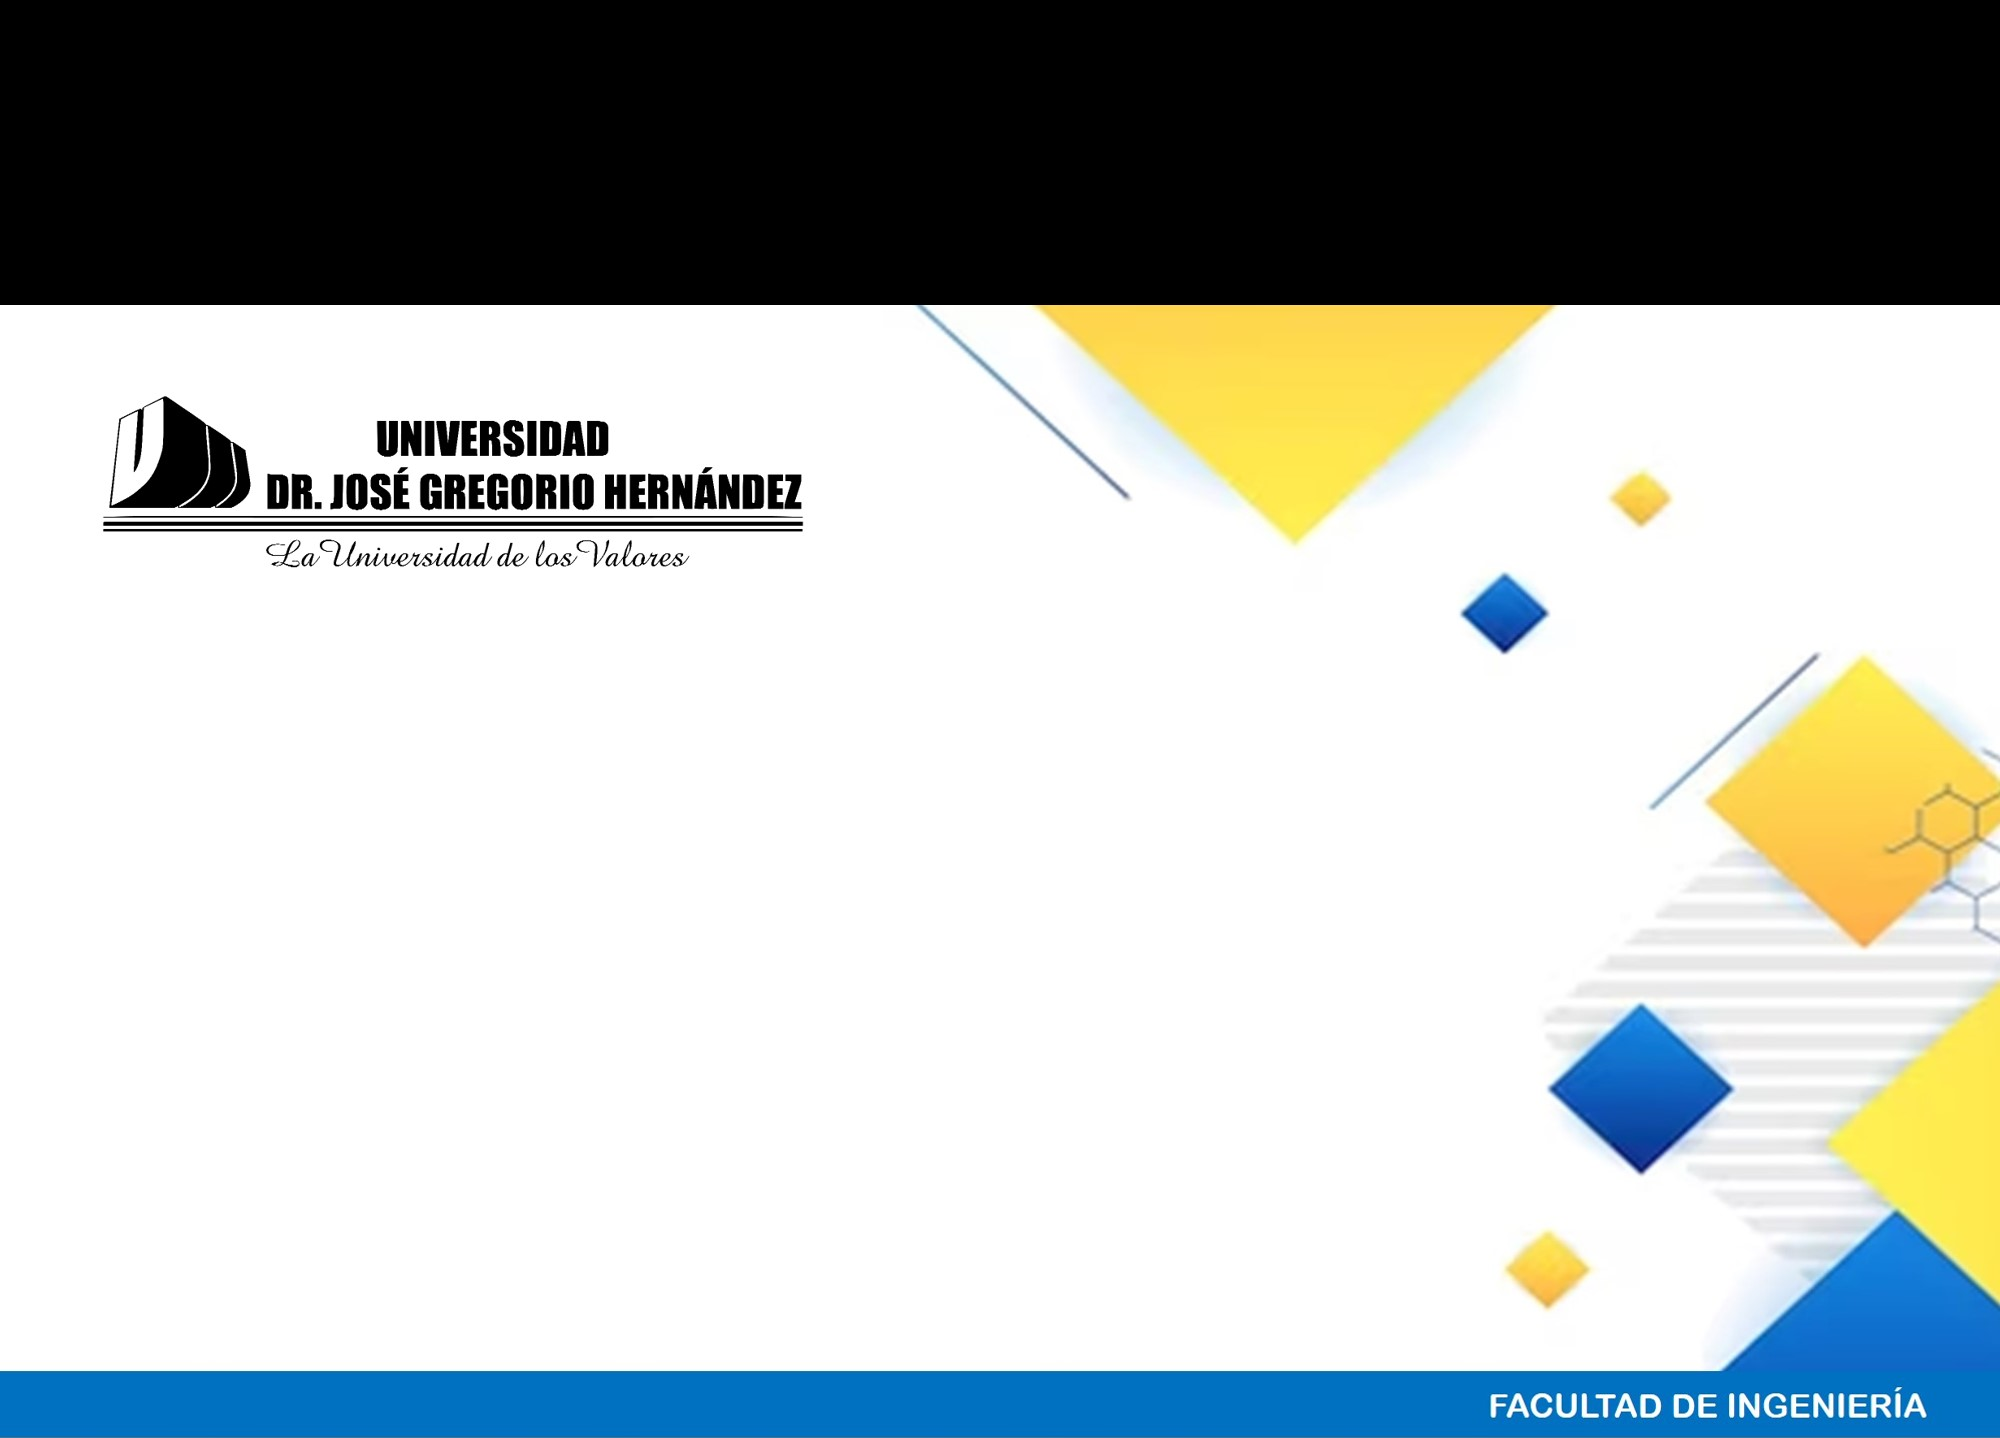 UNIVERSIDAD
DR. JOSÉ GREGORIO HERNÁNDEZ
La Universidad de los Valores
FACULTAD DE INGENIERÍA